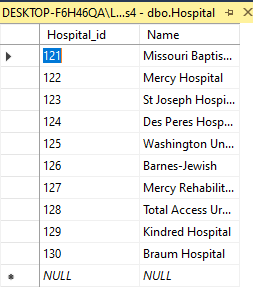 DESKTOP-F6H46QA\L...s4 - dbo.Hospital
Hospital_id Name
121 Missouri Baptis...
122 Mercy Hospital
123 St Joseph Hospi...
124 Des Peres Hosp...
125 Washington Un...
126 Barnes-Jewish
127 Mercy Rehabilit...
128 Total Access Ur...
129 Kindred Hospital
130 Braum Hospital
NULL NULL